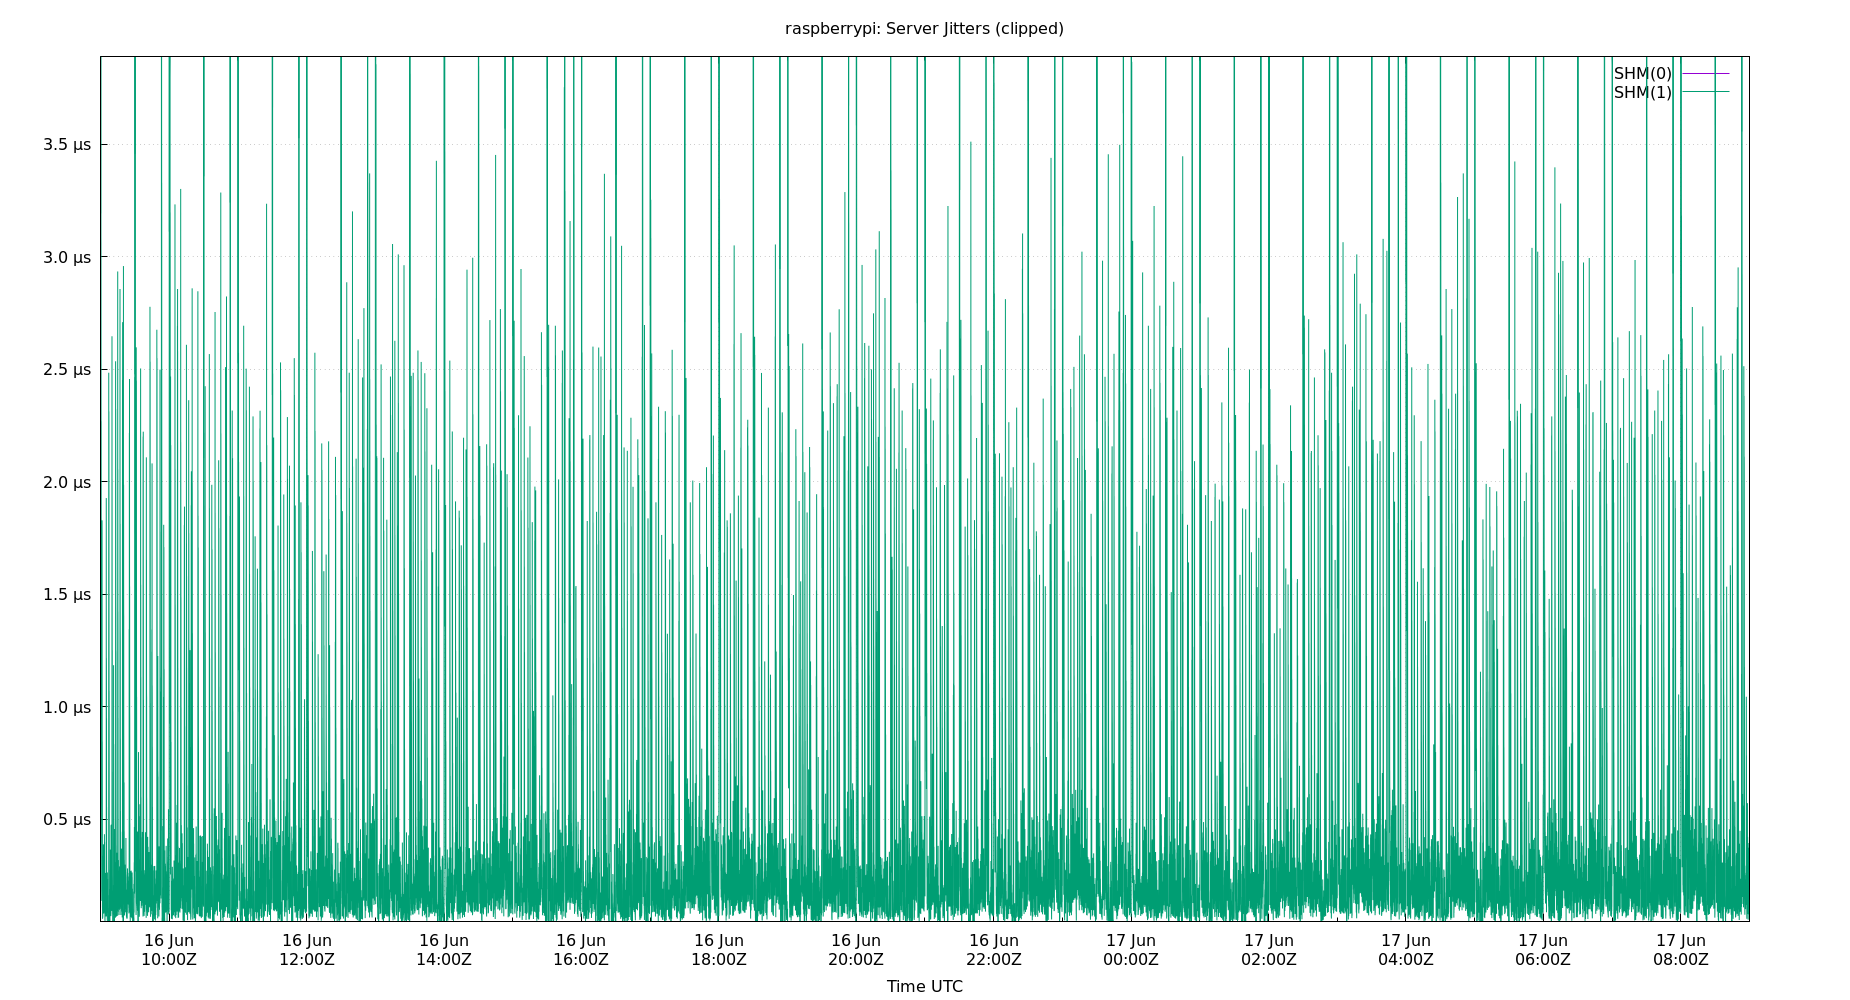 raspberrypi: Server Jitters (clipped)
SHM(0)
SHM(1)
3.5 µs
3.0 µs
2.5 µs
2.0 µs
1.5 µs
1.0 µs
0.5 µs
16 Jun 16 Jun 16 Jun 16 Jun 16 Jun 16 Jun 16 Jun 17 Jun 17 Jun 17 Jun 17 Jun 17 Jun
10:00Z 12:00Z 14:00Z 16:00Z 18:00Z 20:00Z 22:00Z 00:00Z 02:00Z 04:00Z 06:00Z 08:00Z
Time UTC